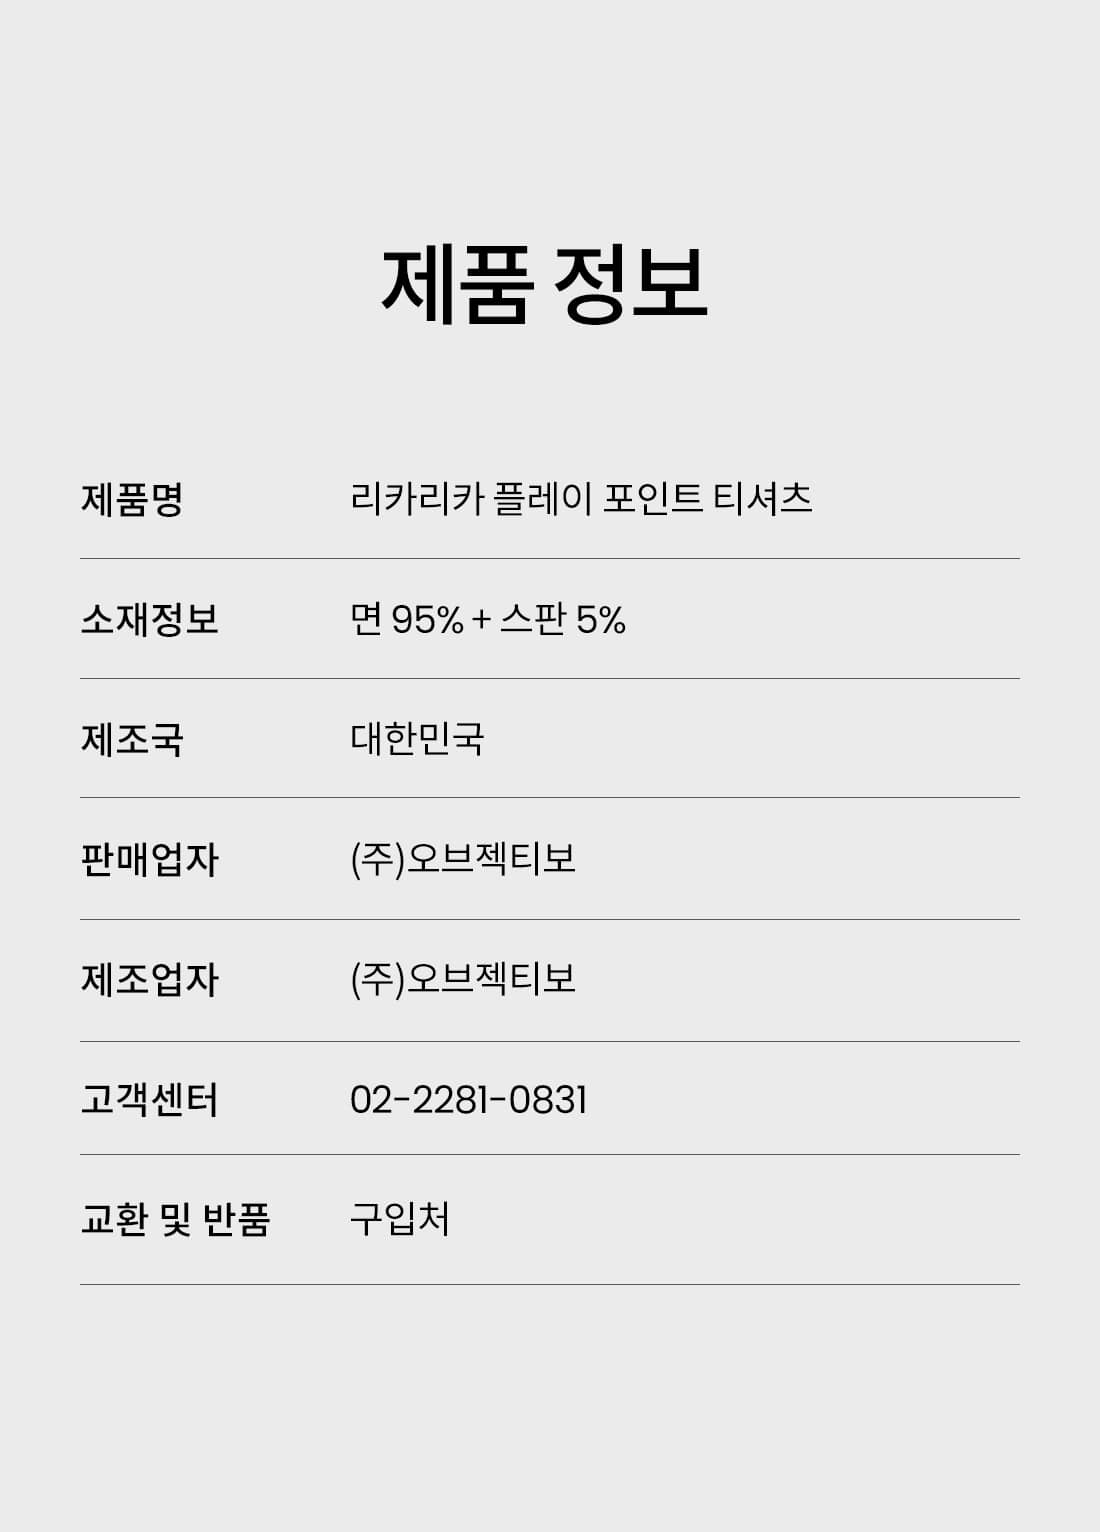 제품 정보
제품명 리카리카 플레이 포인트 티셔츠
소재정보 면 95% + 스판 5%
제조국 대한민국
판매업자 (주)오브젝티보
제조업자 (주)오브젝티보
고객센터 02-2281-0831
교환 및 반품 구입처